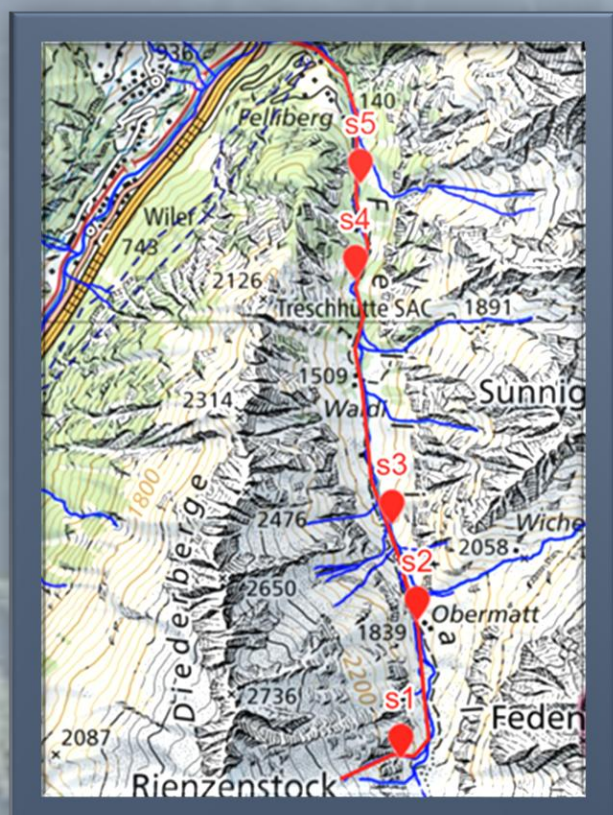 936
140
Felliberg
s5
F
Wiler
s4
743
2126
e
Treschhütte SAC
1891
1509
Sunnig
2314
Waldi
s3
1800
l
2476
Wiche
2058
s2
2650
Obermatt
1839
a
Diederberge
2200
2736
s1
Feden
2087
Rienzenstock